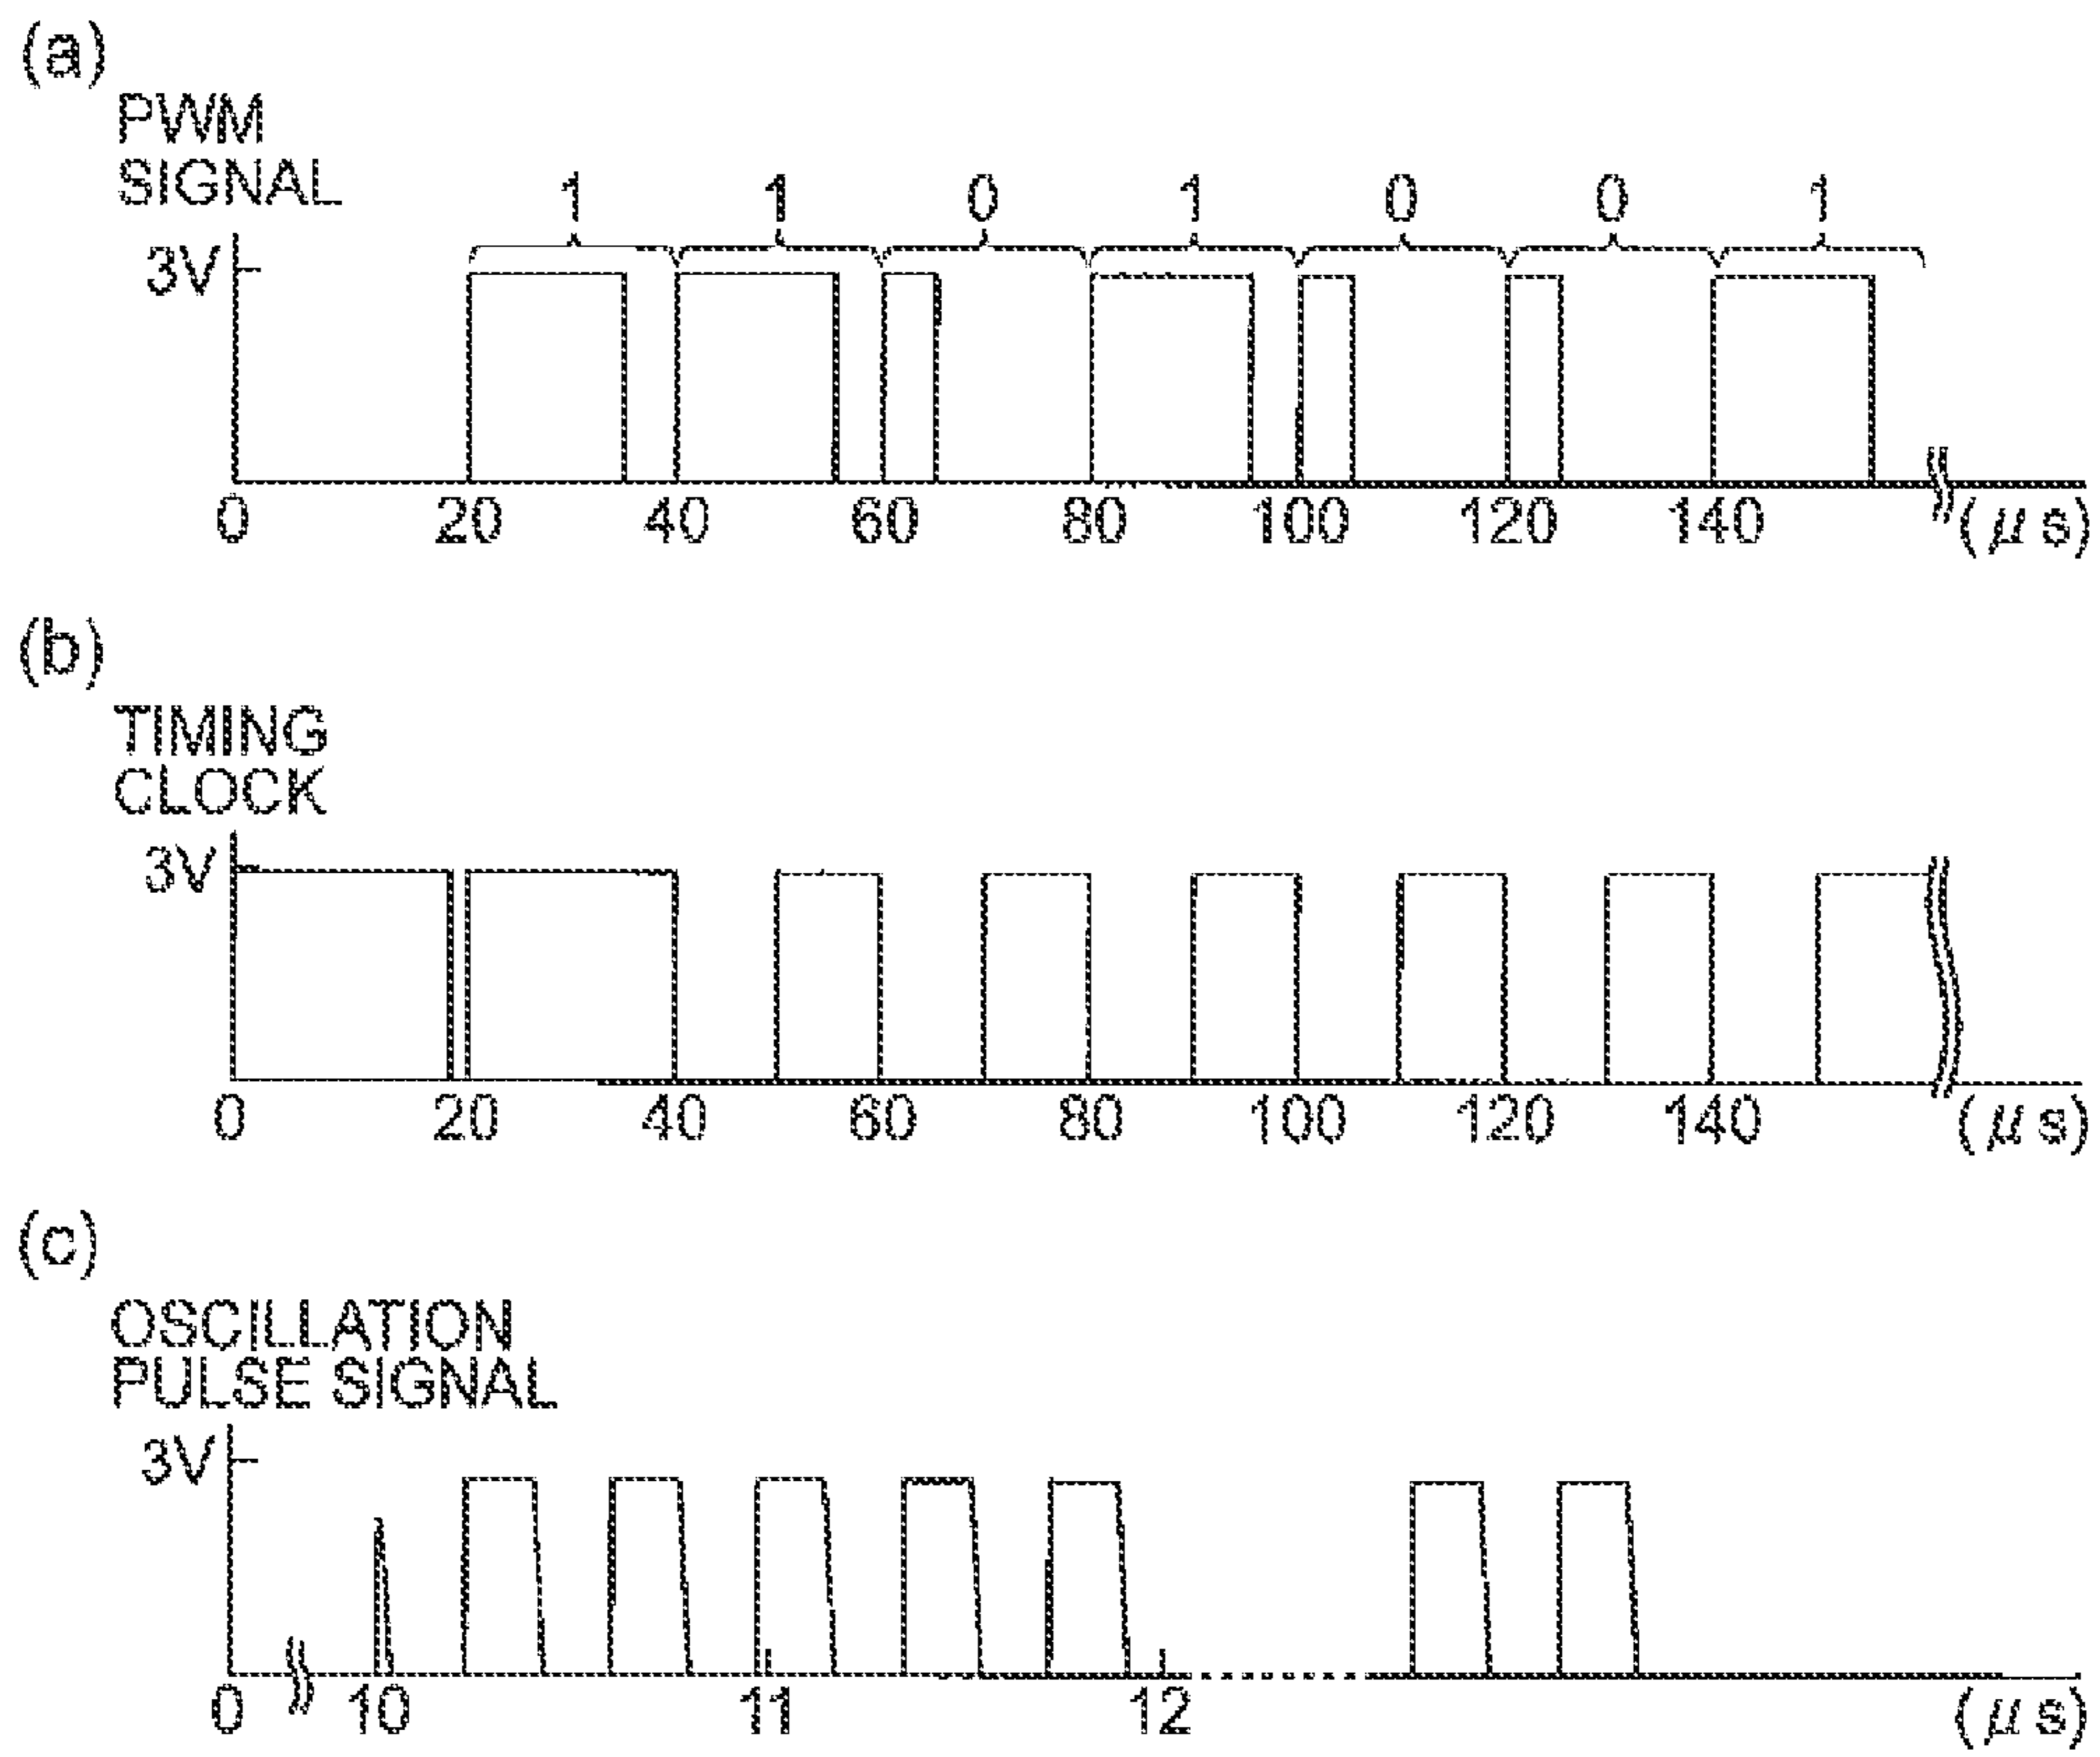 (a)
PWM
SIGNAL
1 1 0 1 0 0 1
3V
0 20 40 60 80 100 120 140 (μs)
(b)
TIMING
CLOCK
3V
0 20 40 60 80 100 120 140 (μs)
(c)
OSCILLATION
PULSE SIGNAL
3V
0 10 11 12 (μs)